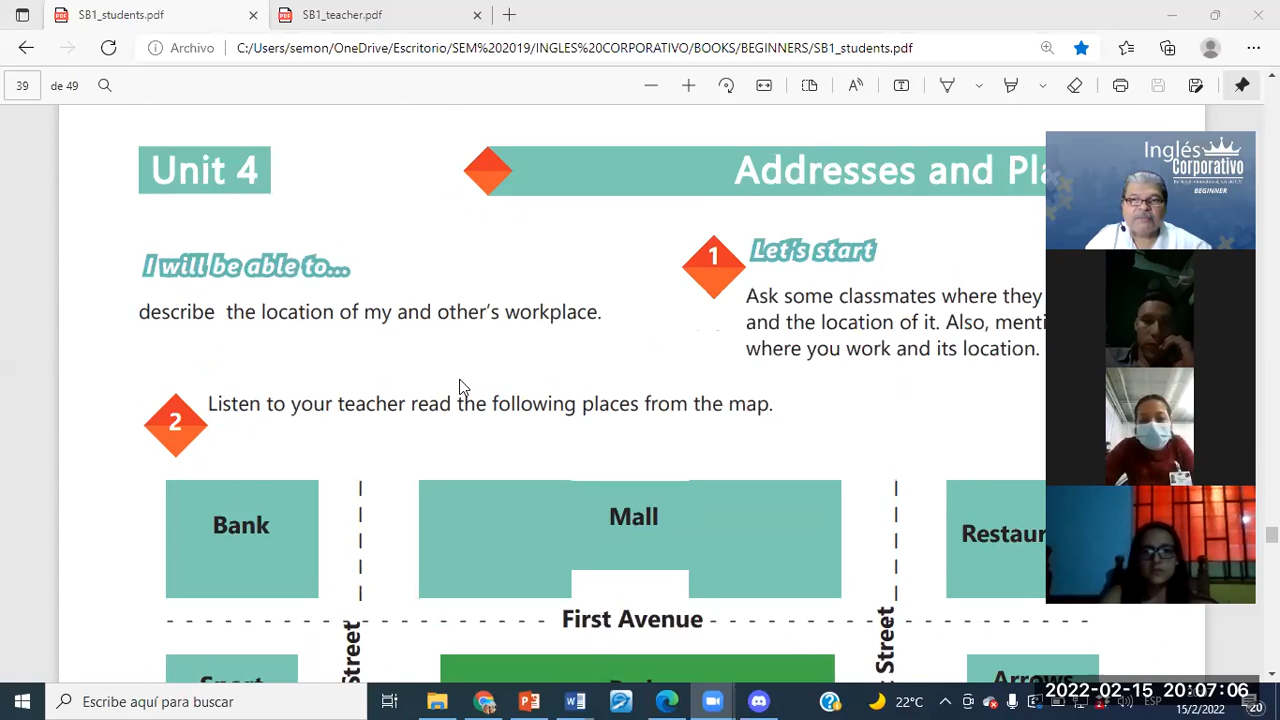 SB1_students.pdf
SB1_teacher.pdf
Archivo
C:/Users/semon/OneDrive/Escritorio/SEM%202019/INGLES%20CORPORATIVO/BOOKS/BEGINNERS/SB1_students.pdf
39 de 49
Unit 4
Addresses and Pla
Inglés
Corporativo
BEGINNER
I will be able to...
describe the location of my and other's workplace.
1
Let's start
Ask some classmates where they
and the location of it. Also, menti
where you work and its location.
2
Listen to your teacher read the following places from the map.
Bank
Mall
Restaur
First Avenue
Street
Street
Sport
Park
Arrows
Escribe aquí para buscar
22°C
ESP
2022-02-15 20:07:06
15/2/2022
20